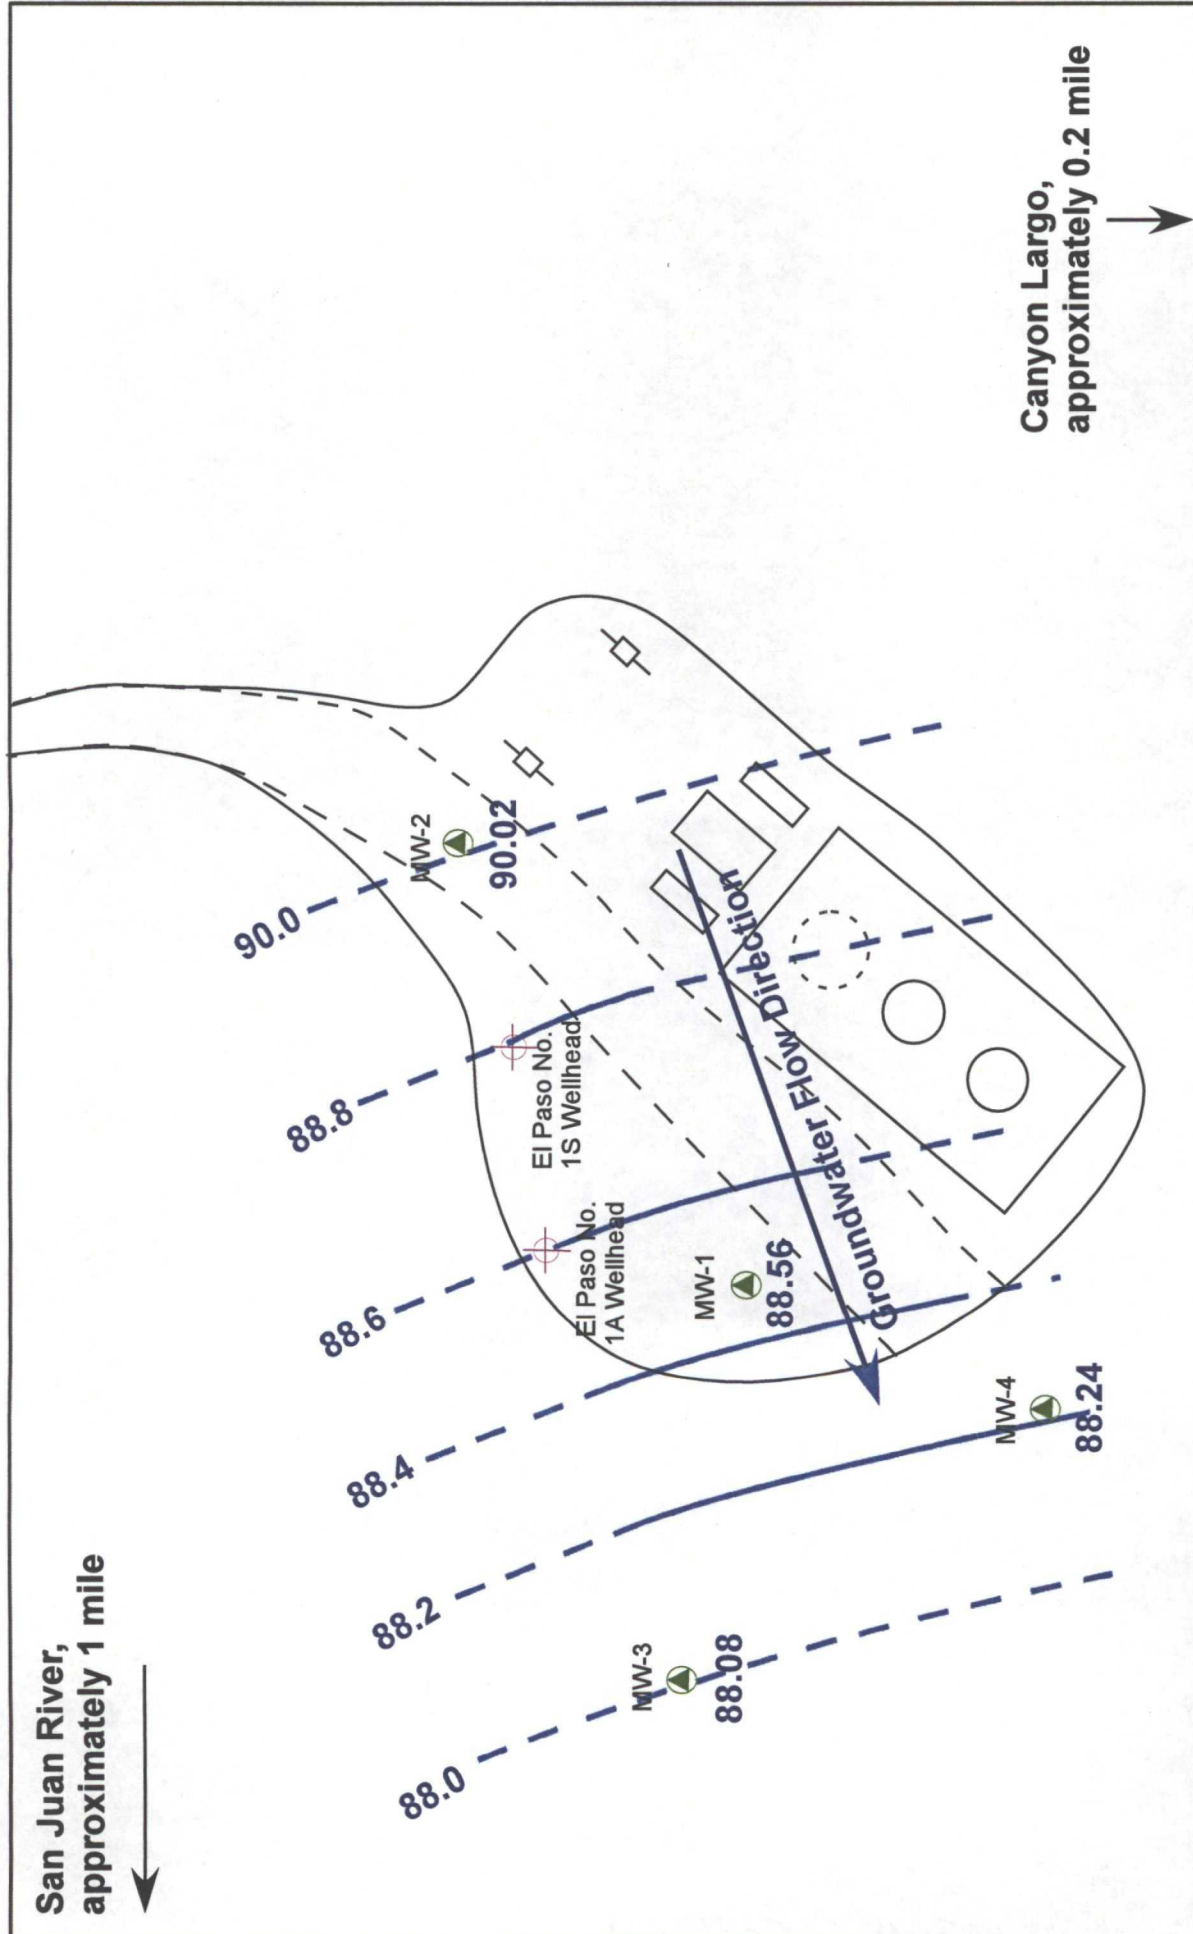 San Juan River,
approximately 1 mile
88.0
88.2
88.4
88.6
88.8
90.0
MW-3
88.08
MW-4
88.24
MW-1
88.56
El Paso No.
1A Wellhead
El Paso No.
1S Wellhead
MW-2
90.02
Groundwater Flow Direction
Canyon Largo,
approximately 0.2 mile